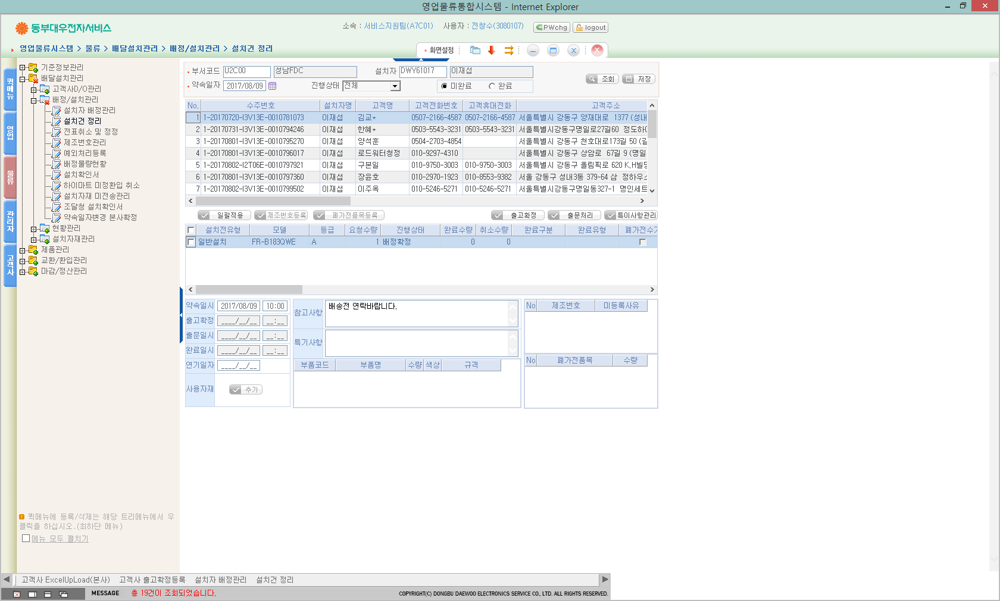 영업물류통합시스템 - Internet Explorer
동부대우전자서비스
소속 : 서비스지원팀(A7C01) 사용자 : 전창수(3080107) PWchg logout
영업물류시스템 > 물류 > 배달설치관리 > 배정/설치관리 > 설치건 정리
화면설정
퀵메뉴
영업
물류
관리자
고객사
기준정보관리
배달설치관리
고객사D/O관리
배정/설치관리
설치자 배정관리
설치건 정리
전표취소 및 정정
제조번호관리
예외처리등록
배정물량현황
설치확인서
하이마트 미정환입 취소
설치자재 미전송관리
조달청 설치확인서
약속일자변경 본사확정
현황관리
설치자재관리
제품관리
교환/환입관리
마감/정산관리
퀵메뉴에 등록/삭제는 해당 트리메뉴에서 우클릭을 하십시오.(최하단 메뉴)
메뉴 모두 펼치기
부서코드 U2C00 성남FDC 설치자 DWY61017 이재섭
약속일자 2017/08/09 진행상태 전체 미완료 완료 조회 저장
No. 수주번호 설치자명 고객명 고객전화번호 고객휴대전화 고객주소
1 1-20170720-I3V13E-0010781073 이재섭 김교* 0507-2166-4587 0507-2166-4587 서울특별시 강동구 양재대로 1377 (성내
2 1-20170731-I3V13E-0010794246 이재섭 한혜* 0503-5543-3231 0503-5543-3231 서울특별시강동구명일로27길60 정도하
3 1-20170801-I3V13E-0010795270 이재섭 양석훈 0504-2703-4854 서울특별시 강동구 천호대로173길 50 (길
4 1-20170801-I3V13E-0010796017 이재섭 로드워터청정 010-9297-4310 서울특별시 강동구 상암로 67길 9 (명일
5 1-20170802-I2T06E-0010797921 이재섭 구본일 010-9750-3003 010-9750-3003 서울특별시 강동구 올림픽로 620 K.H빌딩
6 1-20170801-I3V13E-0010797360 이재섭 장윤호 010-2970-1923 010-8553-9382 서울 강동구 성내3동 379-64 삼 정하우스
7 1-20170802-I3V13E-0010799502 이재섭 이주옥 010-5246-5271 010-5246-5271 서울특별시강동구명일동327-1 명인세트
일괄적용 제조번호등록 폐가전품목등록 출고확정 출문처리 특이사항관리
설치전유형 모델 등급 요청수량 진행상태 완료수량 취소수량 완료구분 완료유형 폐가전수거
일반설치 FR-B183QWE A 1 배정확정 0 0
약속일시 2017/08/09 10:00
출고확정 ____/__/__ __:__
출문일시 ____/__/__ __:__
완료일시 ____/__/__ __:__
연기일자 ____/__/__
사용자재 추가
참고사항 배송전 연락바랍니다.
특기사항
부품코드 부품명 수량 색상 규격
No 제조번호 미등록사유
No 폐가전품목 수량
고객사 ExcelUpLoad(본사) 고객사 출고확정등록 설치자 배정관리 설치건 정리
MESSAGE 총 19건이 조회되었습니다.
COPYRIGHT(C) DONGBU DAEWOO ELECTRONICS SERVICE CO., LTD. ALL RIGHTS RESERVED.